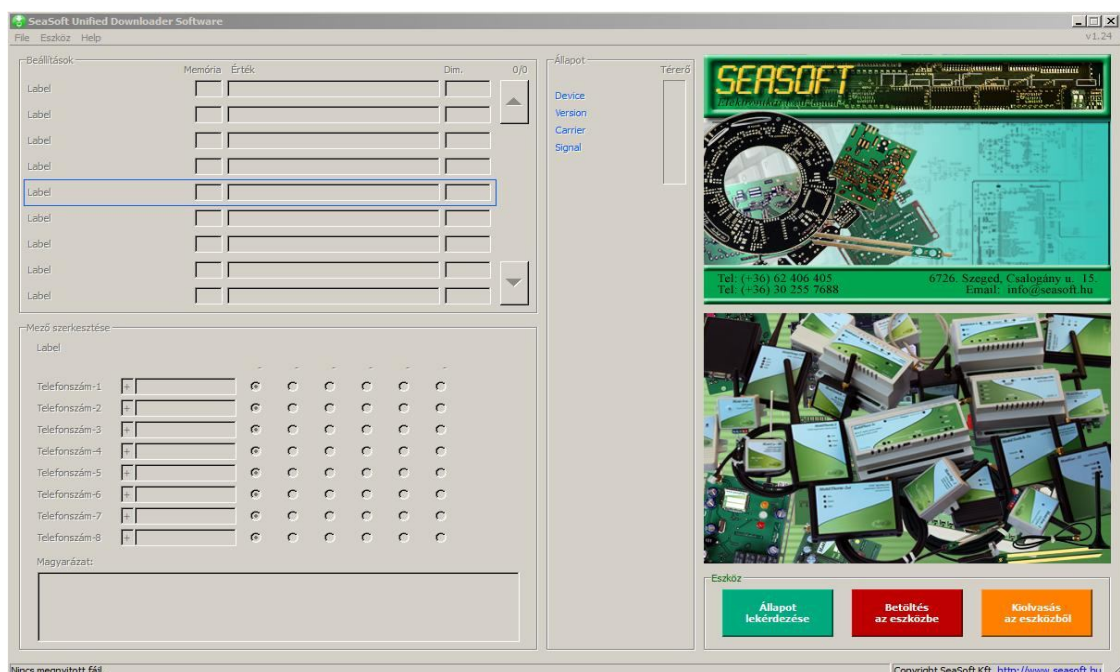 SeaSoft Unified Downloader Software
File Eszköz Help
v1.24
Beállítások
Memória Érték Dim. 0/0
Label
Label
Label
Label
Label
Label
Label
Label
Label
Mező szerkesztése
Label
Telefonszám-1 +
Telefonszám-2 +
Telefonszám-3 +
Telefonszám-4 +
Telefonszám-5 +
Telefonszám-6 +
Telefonszám-7 +
Telefonszám-8 +
Magyarázat:
Állapot
Térerő
Device
Version
Carrier
Signal
SEASOFT
Tel: (+36) 62 406 405
Tel: (+36) 30 255 7688
6726. Szeged, Csalogány u. 15.
Email: info@seasoft.hu
Eszköz
Állapot
lekérdezése
Betöltés
az eszközbe
Kiolvasás
az eszközből
Nincs megnyitott fájl
Copyright SeaSoft Kft. http://www.seasoft.hu